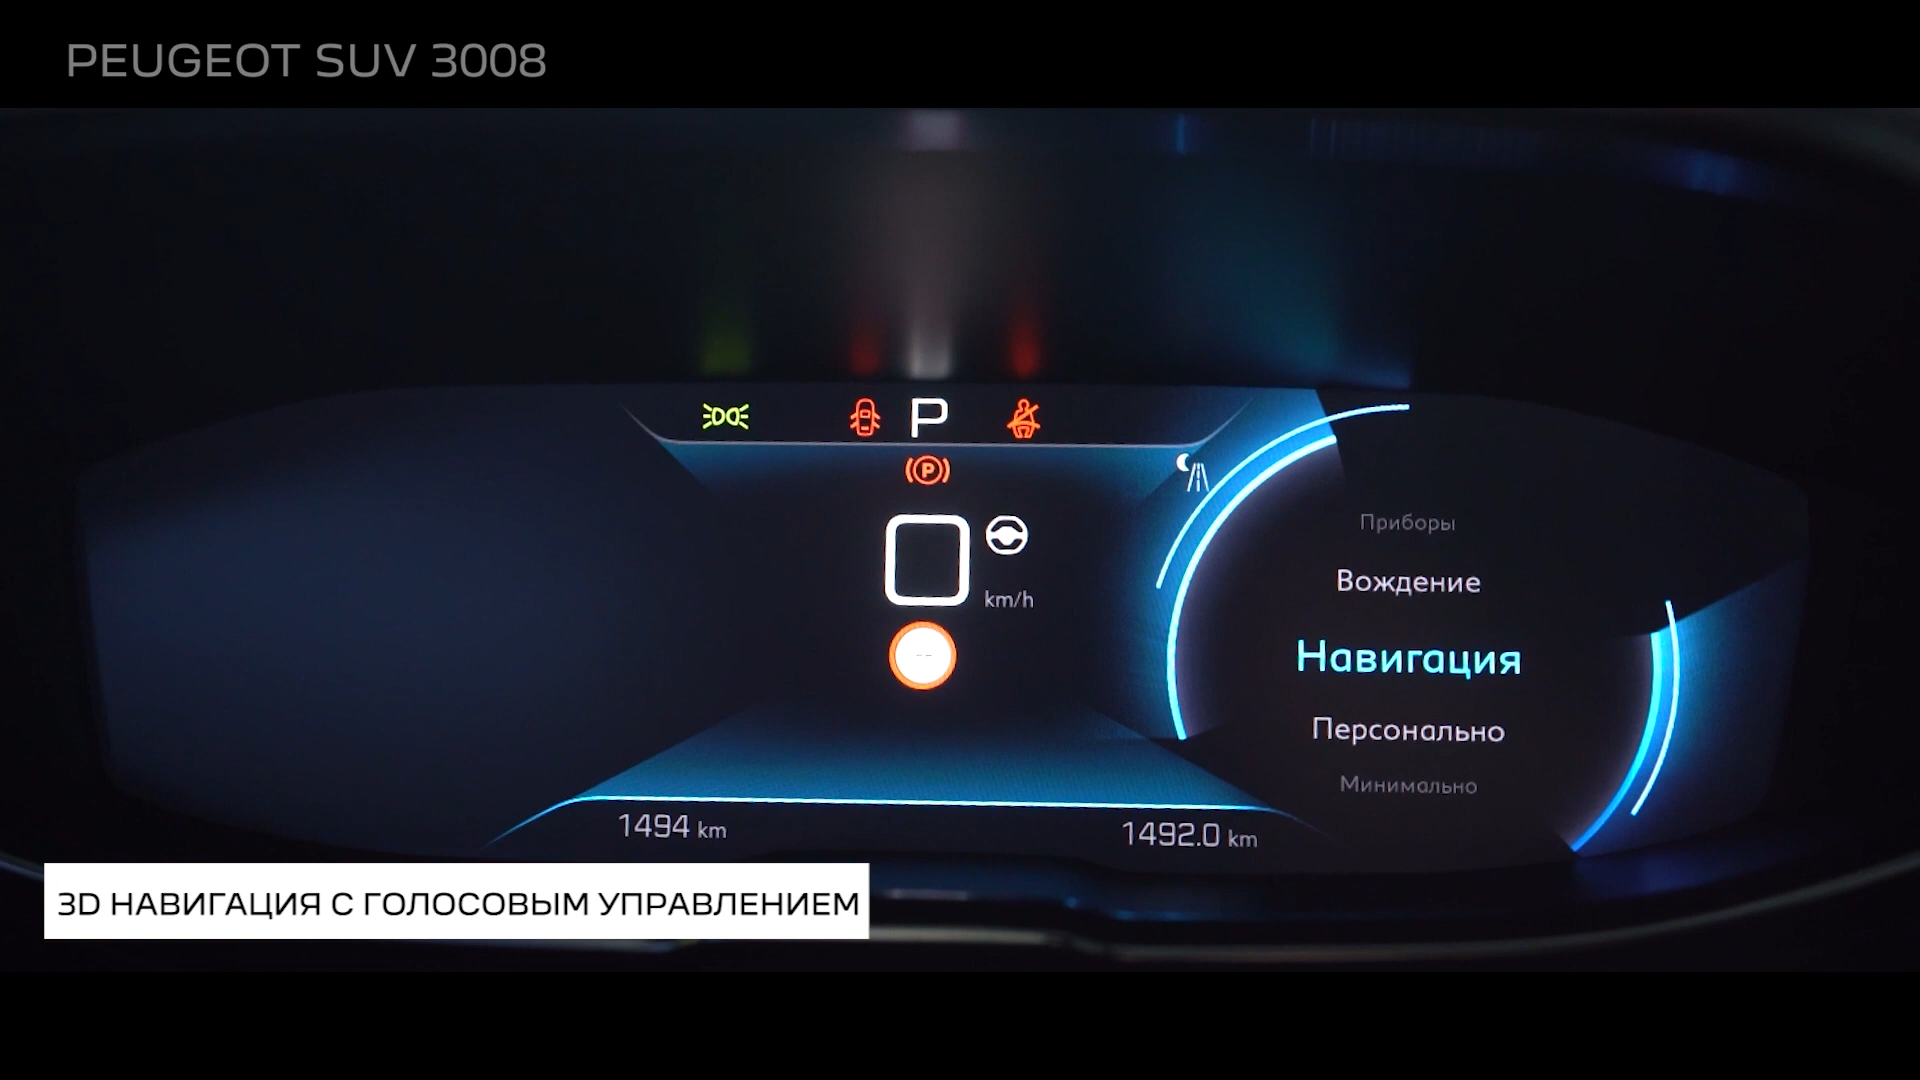 PEUGEOT SUV 3008
P
P
km/h
--
Приборы
Вождение
Навигация
Персонально
Минимально
1494 km
1492.0 km
3D НАВИГАЦИЯ С ГОЛОСОВЫМ УПРАВЛЕНИЕМ